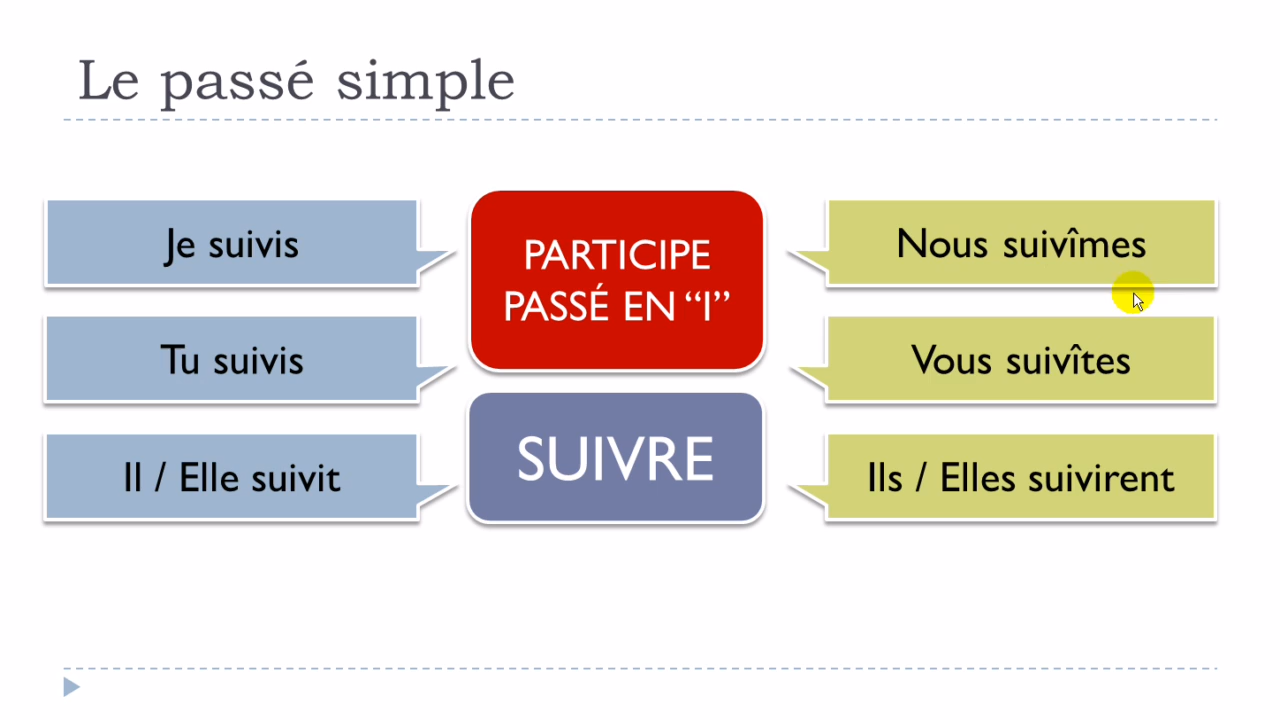 Le passé simple
Je suivis
Tu suivis
Il / Elle suivit
PARTICIPE
PASSÉ EN “I”
SUIVRE
Nous suivîmes
Vous suivîtes
Ils / Elles suivirent